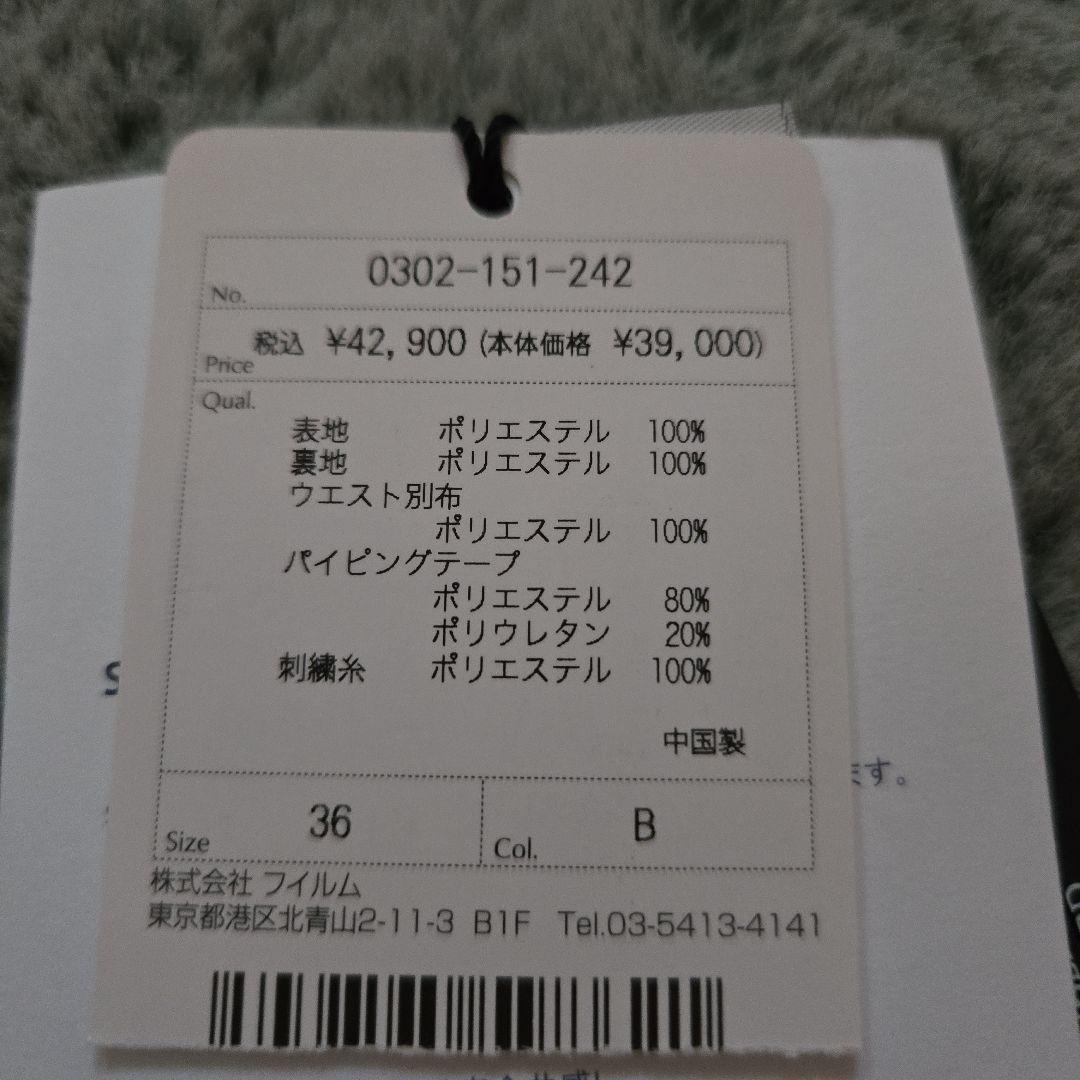 0302-151-242
No.
税込 ¥42,900 (本体価格 ¥39,000)
Price
Qual.
表地 ポリエステル 100%
裏地 ポリエステル 100%
ウエスト別布
ポリエステル 100%
パイピングテープ
ポリエステル 80%
ポリウレタン 20%
刺繍糸 ポリエステル 100%
中国製
ます。
Size 36
Col. B
株式会社 フイルム
東京都港区北青山2-11-3 B1F Tel.03-5413-4141